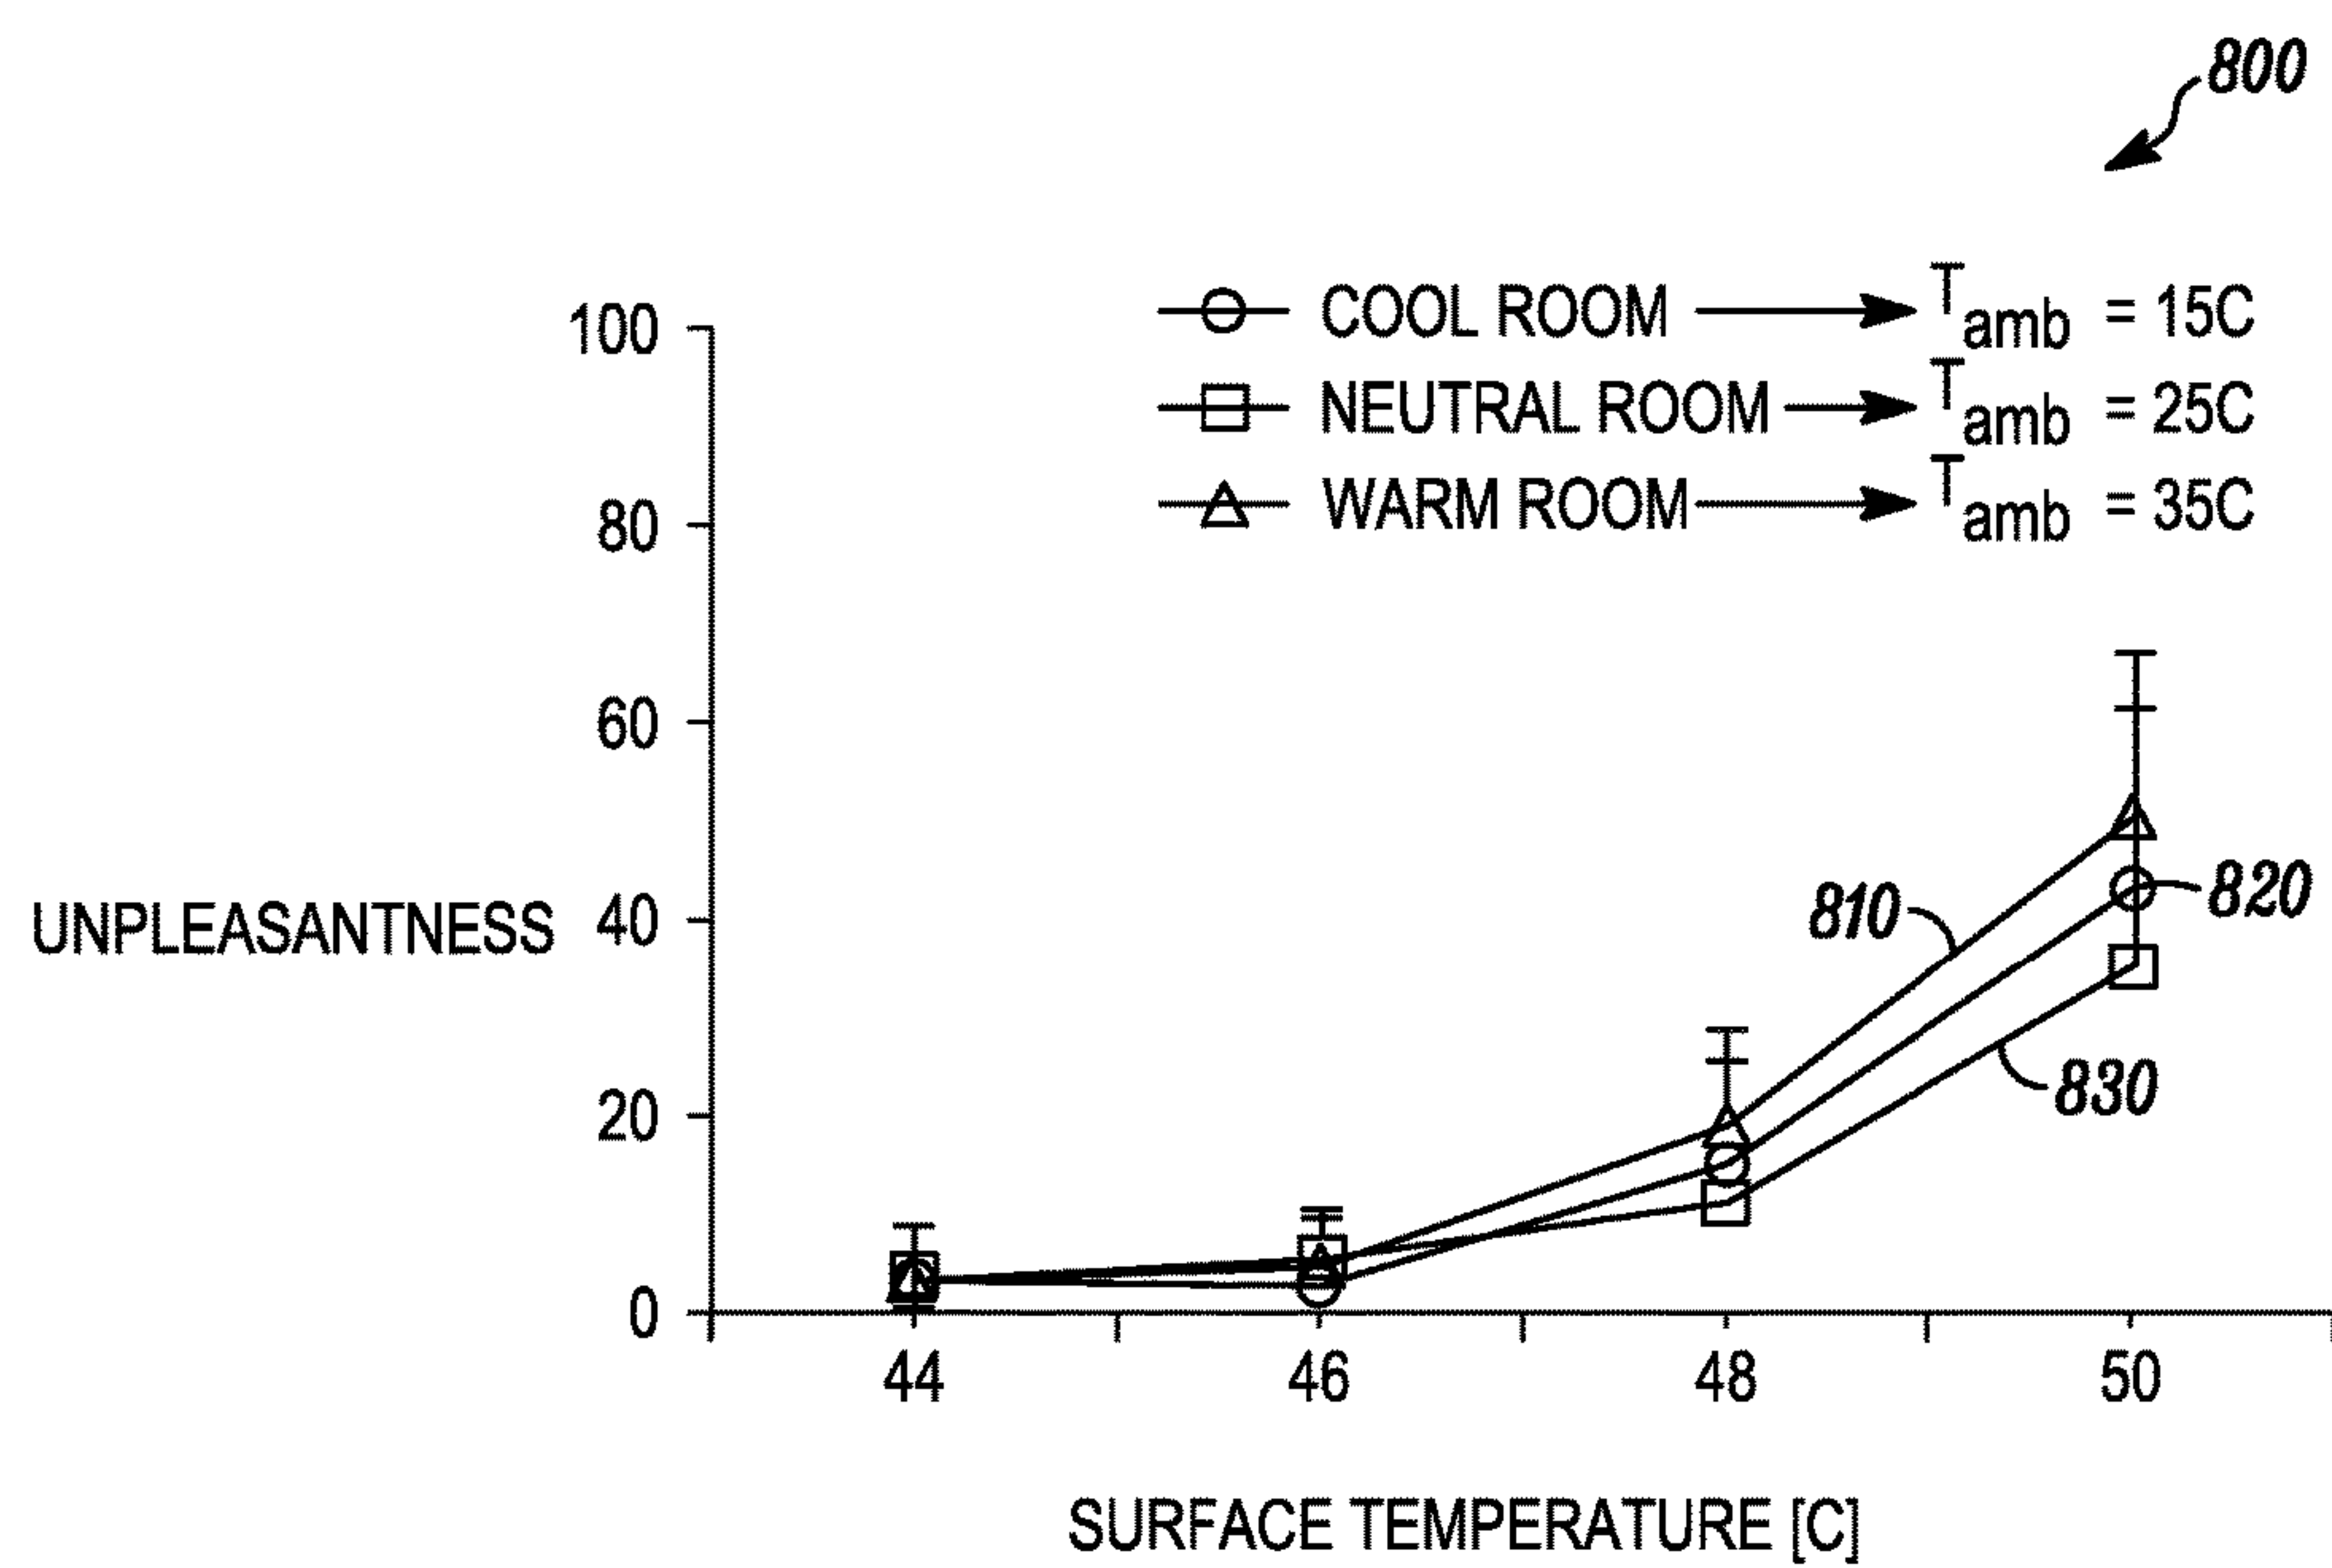 800
COOL ROOM T amb = 15C
NEUTRAL ROOM T amb = 25C
WARM ROOM T amb = 35C
100
80
60
40
20
0
UNPLEASANTNESS
810
820
830
44 46 48 50
SURFACE TEMPERATURE [C]